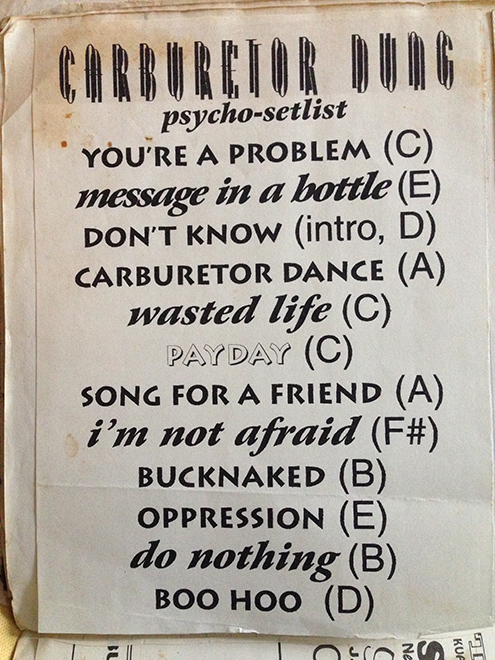 CARBURETOR DUNG
psycho-setlist
YOU'RE A PROBLEM (C)
message in a bottle (E)
DON'T KNOW (intro, D)
CARBURETOR DANCE (A)
wasted life (C)
PAYDAY (C)
SONG FOR A FRIEND (A)
i'm not afraid (F#)
BUCKNAKED (B)
OPPRESSION (E)
do nothing (B)
BOO HOO (D)